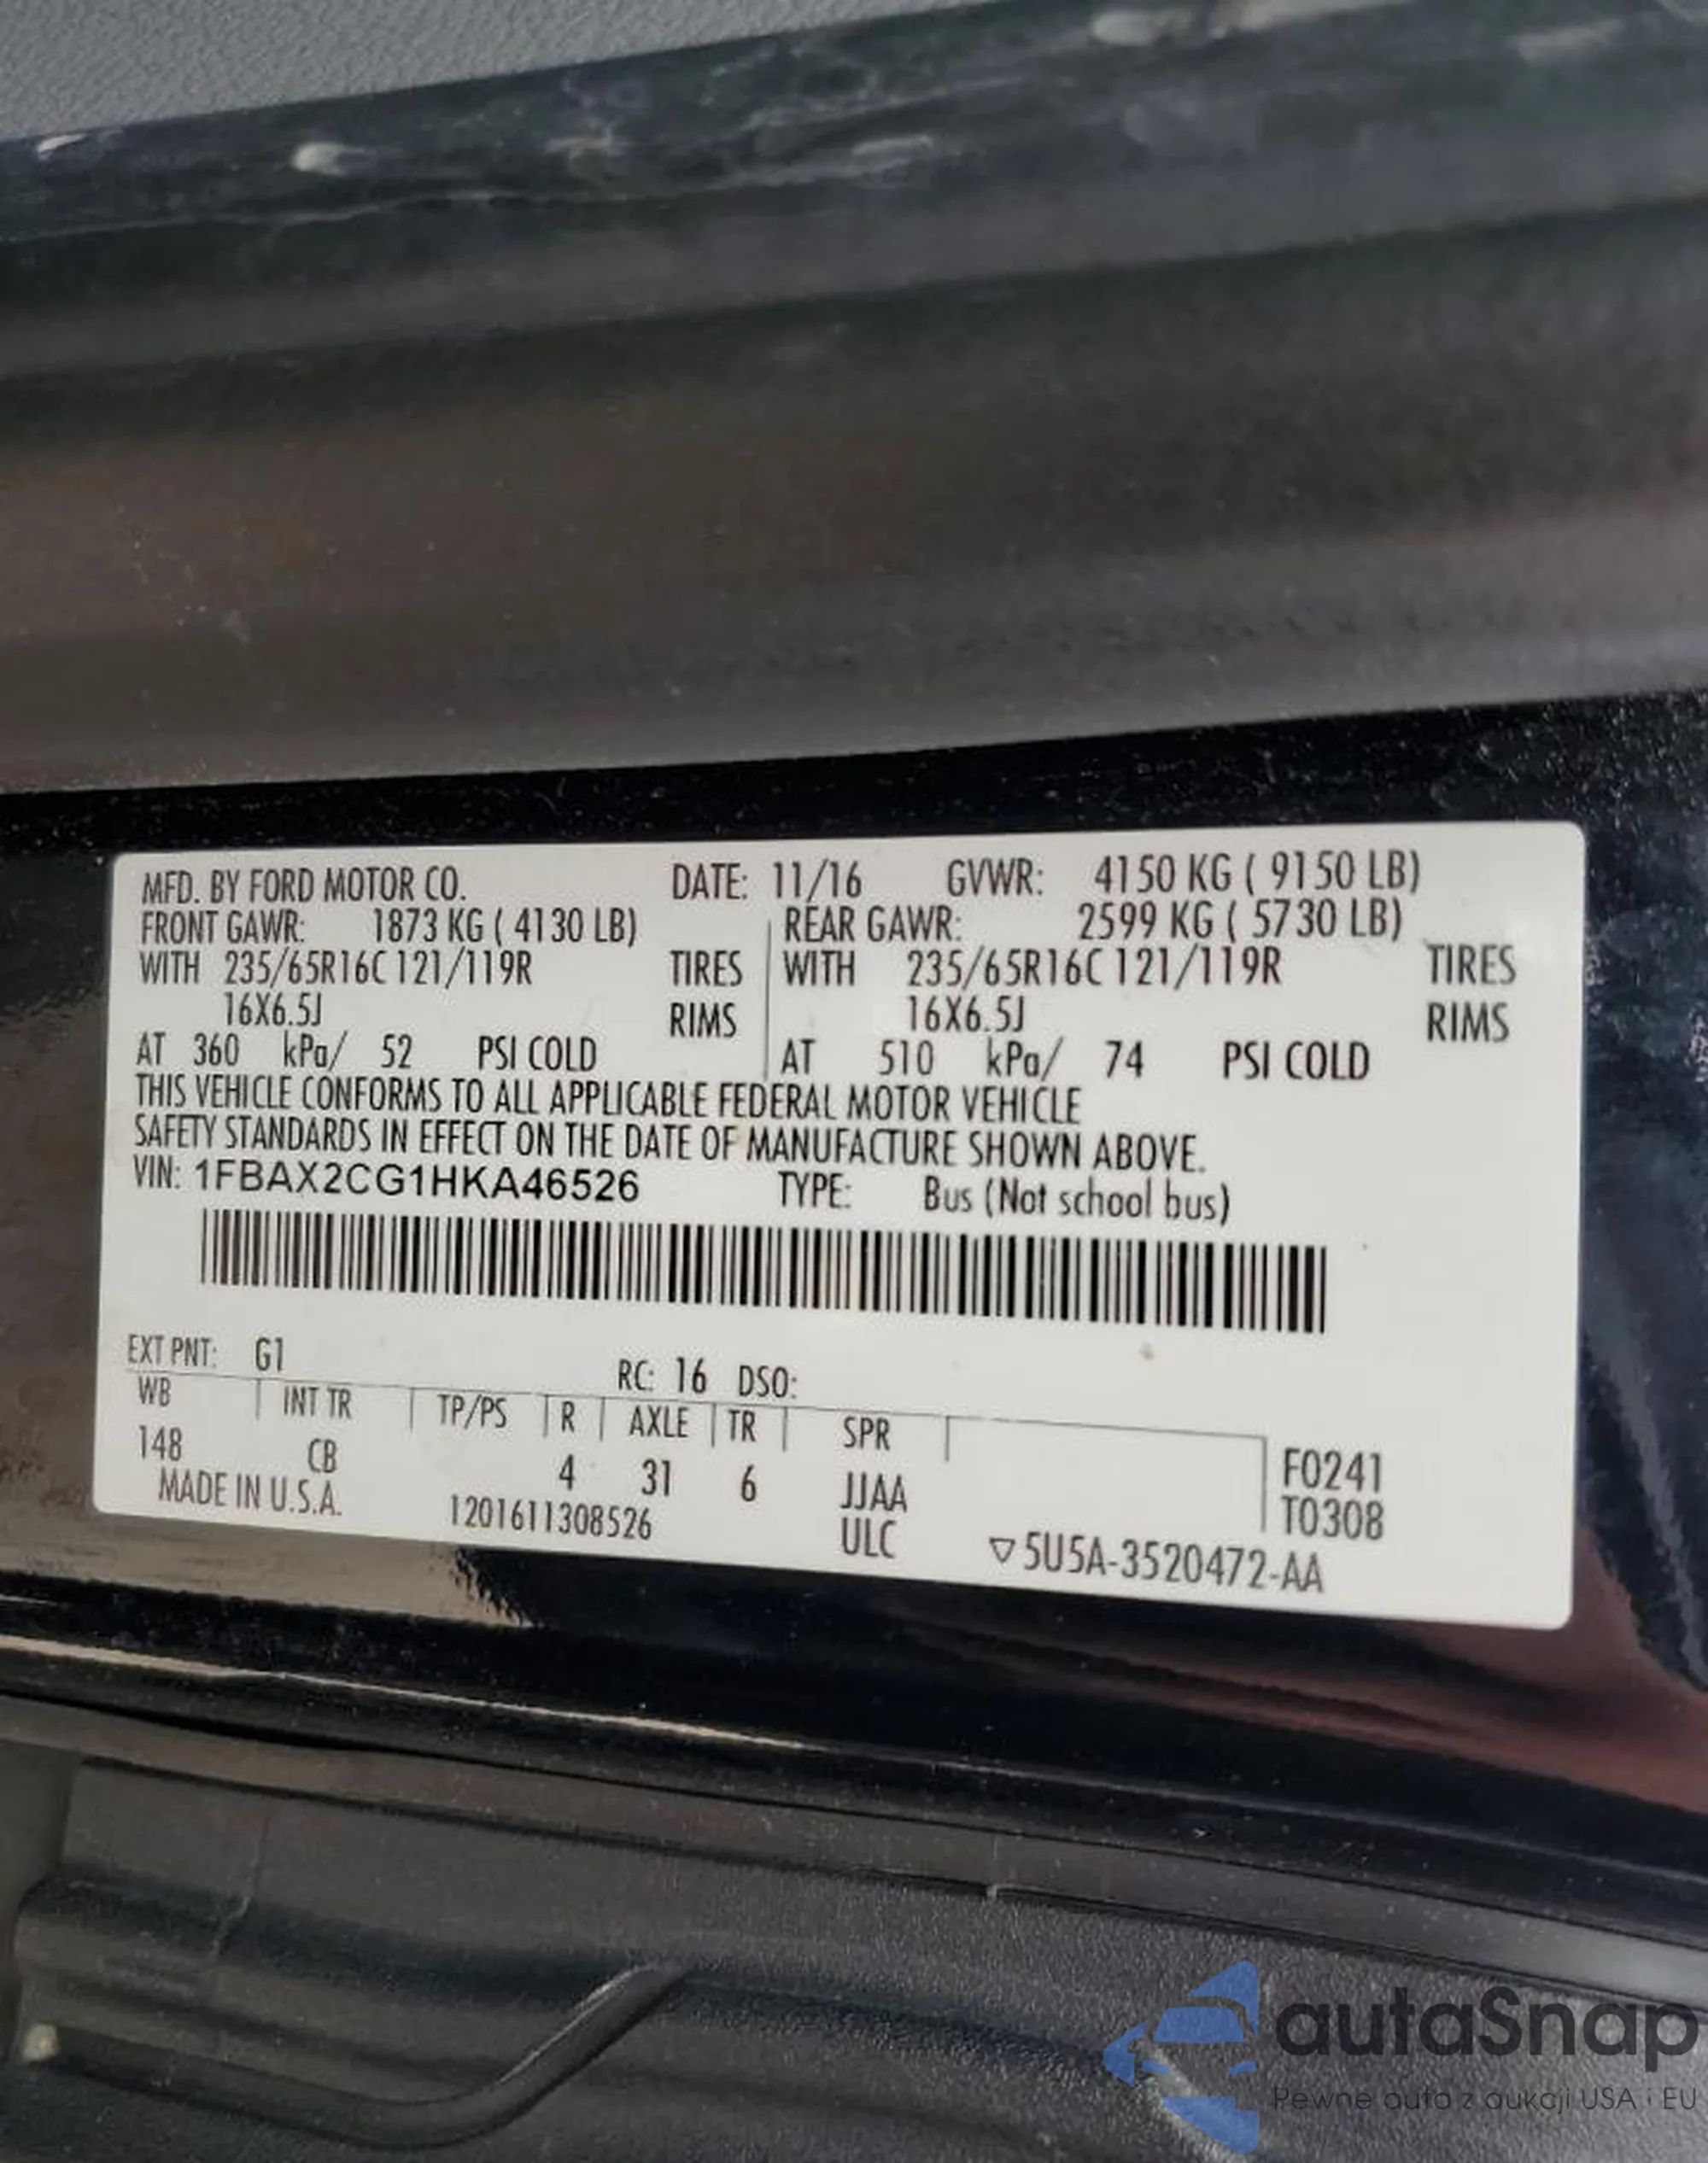 MFD. BY FORD MOTOR CO. DATE: 11/16 GVWR: 4150 KG ( 9150 LB)
FRONT GAWR: 1873 KG ( 4130 LB) REAR GAWR: 2599 KG ( 5730 LB)
WITH 235/65R16C 121/119R TIRES WITH 235/65R16C 121/119R TIRES
16X6.5J RIMS 16X6.5J RIMS
AT 360 kPa/ 52 PSI COLD AT 510 kPa/ 74 PSI COLD
THIS VEHICLE CONFORMS TO ALL APPLICABLE FEDERAL MOTOR VEHICLE
SAFETY STANDARDS IN EFFECT ON THE DATE OF MANUFACTURE SHOWN ABOVE.
VIN: 1FBAX2CG1HKA46526 TYPE: Bus (Not school bus)
EXT PNT: G1 RC: 16 DSO:
WB INT TR TP/PS R AXLE TR SPR
148 CB 4 31 6 JJAA F0241
MADE IN U.S.A. 1201611308526 ULC T0308
▽5U5A-3520472-AA
autaSnap
Pewne auto z aukcji USA i EU